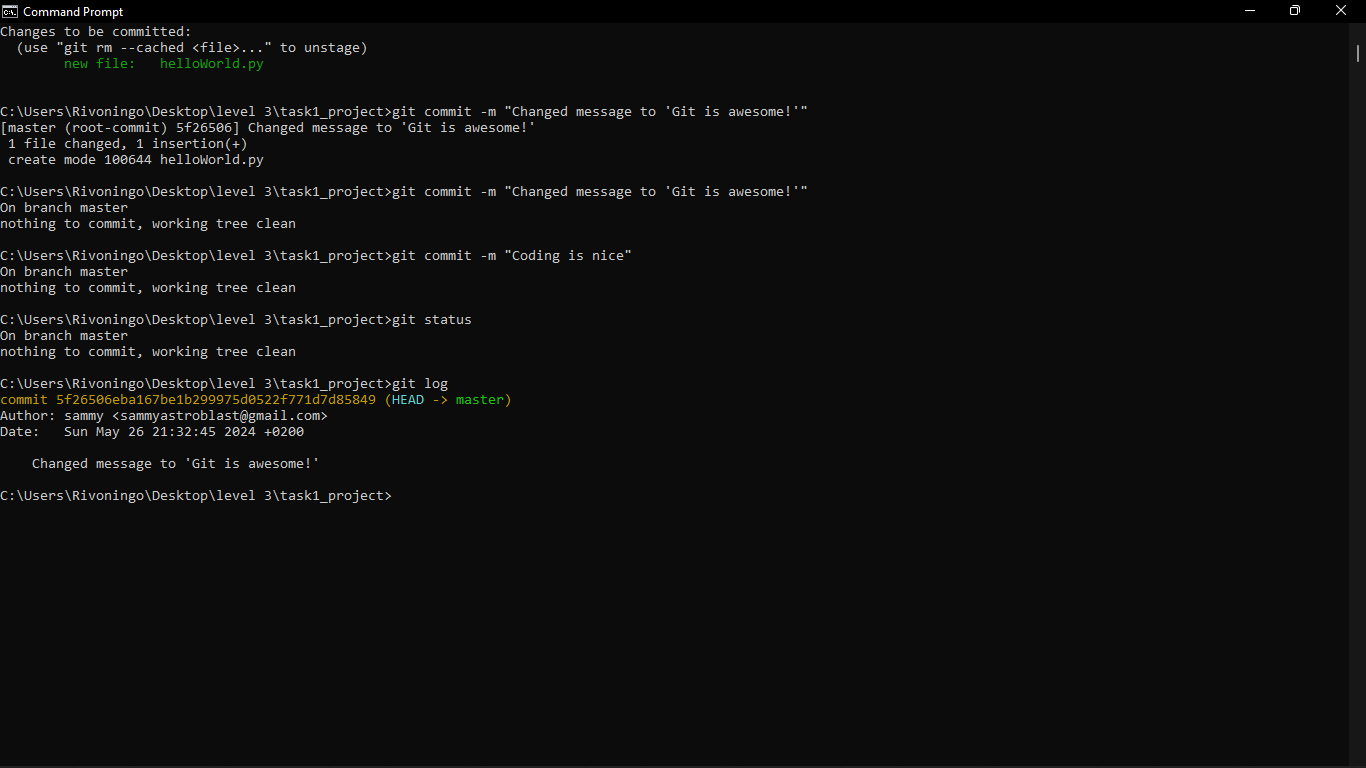 Command Prompt
Changes to be committed:
  (use "git rm --cached <file>..." to unstage)
        new file:   helloWorld.py
C:\Users\Rivoningo\Desktop\level 3\task1_project>git commit -m "Changed message to 'Git is awesome!'"
[master (root-commit) 5f26506] Changed message to 'Git is awesome!'
 1 file changed, 1 insertion(+)
 create mode 100644 helloWorld.py
C:\Users\Rivoningo\Desktop\level 3\task1_project>git commit -m "Changed message to 'Git is awesome!'"
On branch master
nothing to commit, working tree clean
C:\Users\Rivoningo\Desktop\level 3\task1_project>git commit -m "Coding is nice"
On branch master
nothing to commit, working tree clean
C:\Users\Rivoningo\Desktop\level 3\task1_project>git status
On branch master
nothing to commit, working tree clean
C:\Users\Rivoningo\Desktop\level 3\task1_project>git log
commit 5f26506eba167be1b299975d0522f771d7d85849 (HEAD -> master)
Author: sammy <sammyastroblast@gmail.com>
Date:   Sun May 26 21:32:45 2024 +0200
    Changed message to 'Git is awesome!'
C:\Users\Rivoningo\Desktop\level 3\task1_project>